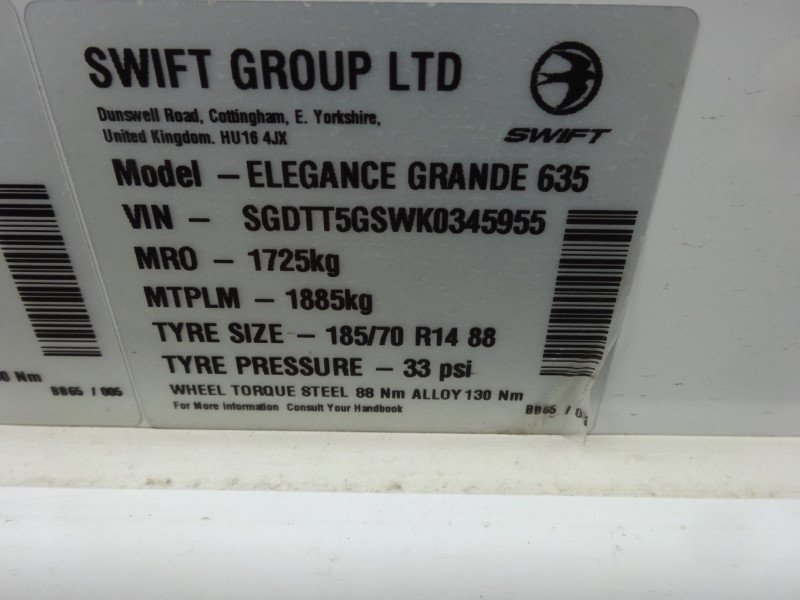 SWIFT GROUP LTD
Dunswell Road, Cottingham, E. Yorkshire,
United Kingdom. HU16 4JX
SWIFT
Model – ELEGANCE GRANDE 635
VIN – SGDTT5GSWK0345955
MRO – 1725kg
MTPLM – 1885kg
TYRE SIZE – 185/70 R14 88
TYRE PRESSURE – 33 psi
WHEEL TORQUE STEEL 88 Nm ALLOY 130 Nm
For More Information Consult Your Handbook
BB65 /
Nm
BB65 / 005